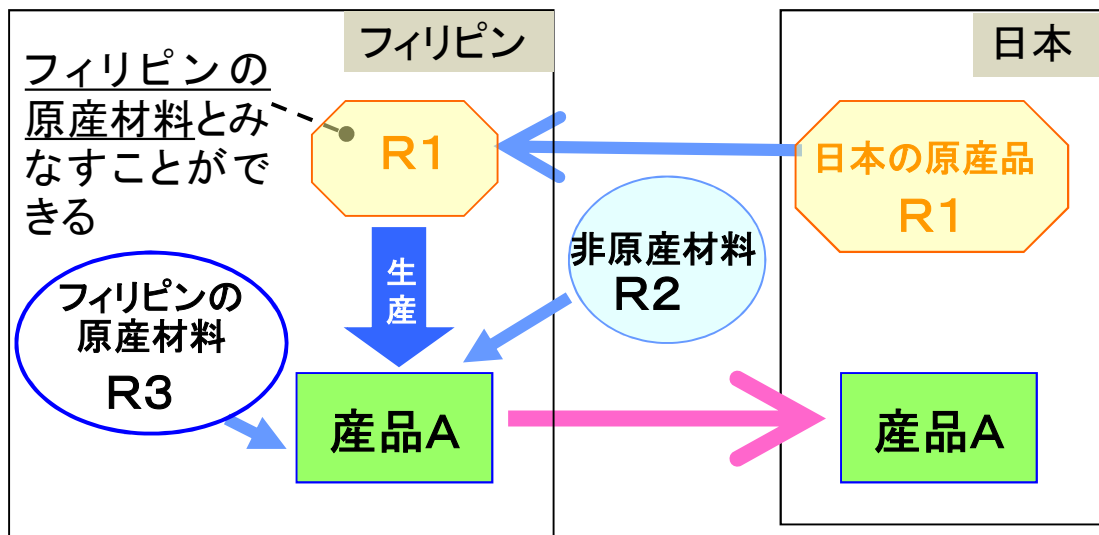 フィリピン
日本
フィリピンの
原産材料とみ
なすことがで
きる
R1
日本の原産品
R1
非原産材料
R2
生
産
フィリピンの
原産材料
R3
産品A
産品A